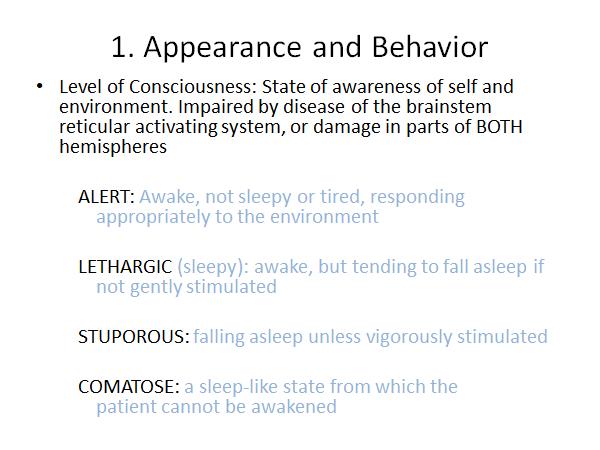 1. Appearance and Behavior
• Level of Consciousness: State of awareness of self and
environment. Impaired by disease of the brainstem
reticular activating system, or damage in parts of BOTH
hemispheres
ALERT: Awake, not sleepy or tired, responding
appropriately to the environment
LETHARGIC (sleepy): awake, but tending to fall asleep if
not gently stimulated
STUPOROUS: falling asleep unless vigorously stimulated
COMATOSE: a sleep-like state from which the
patient cannot be awakened